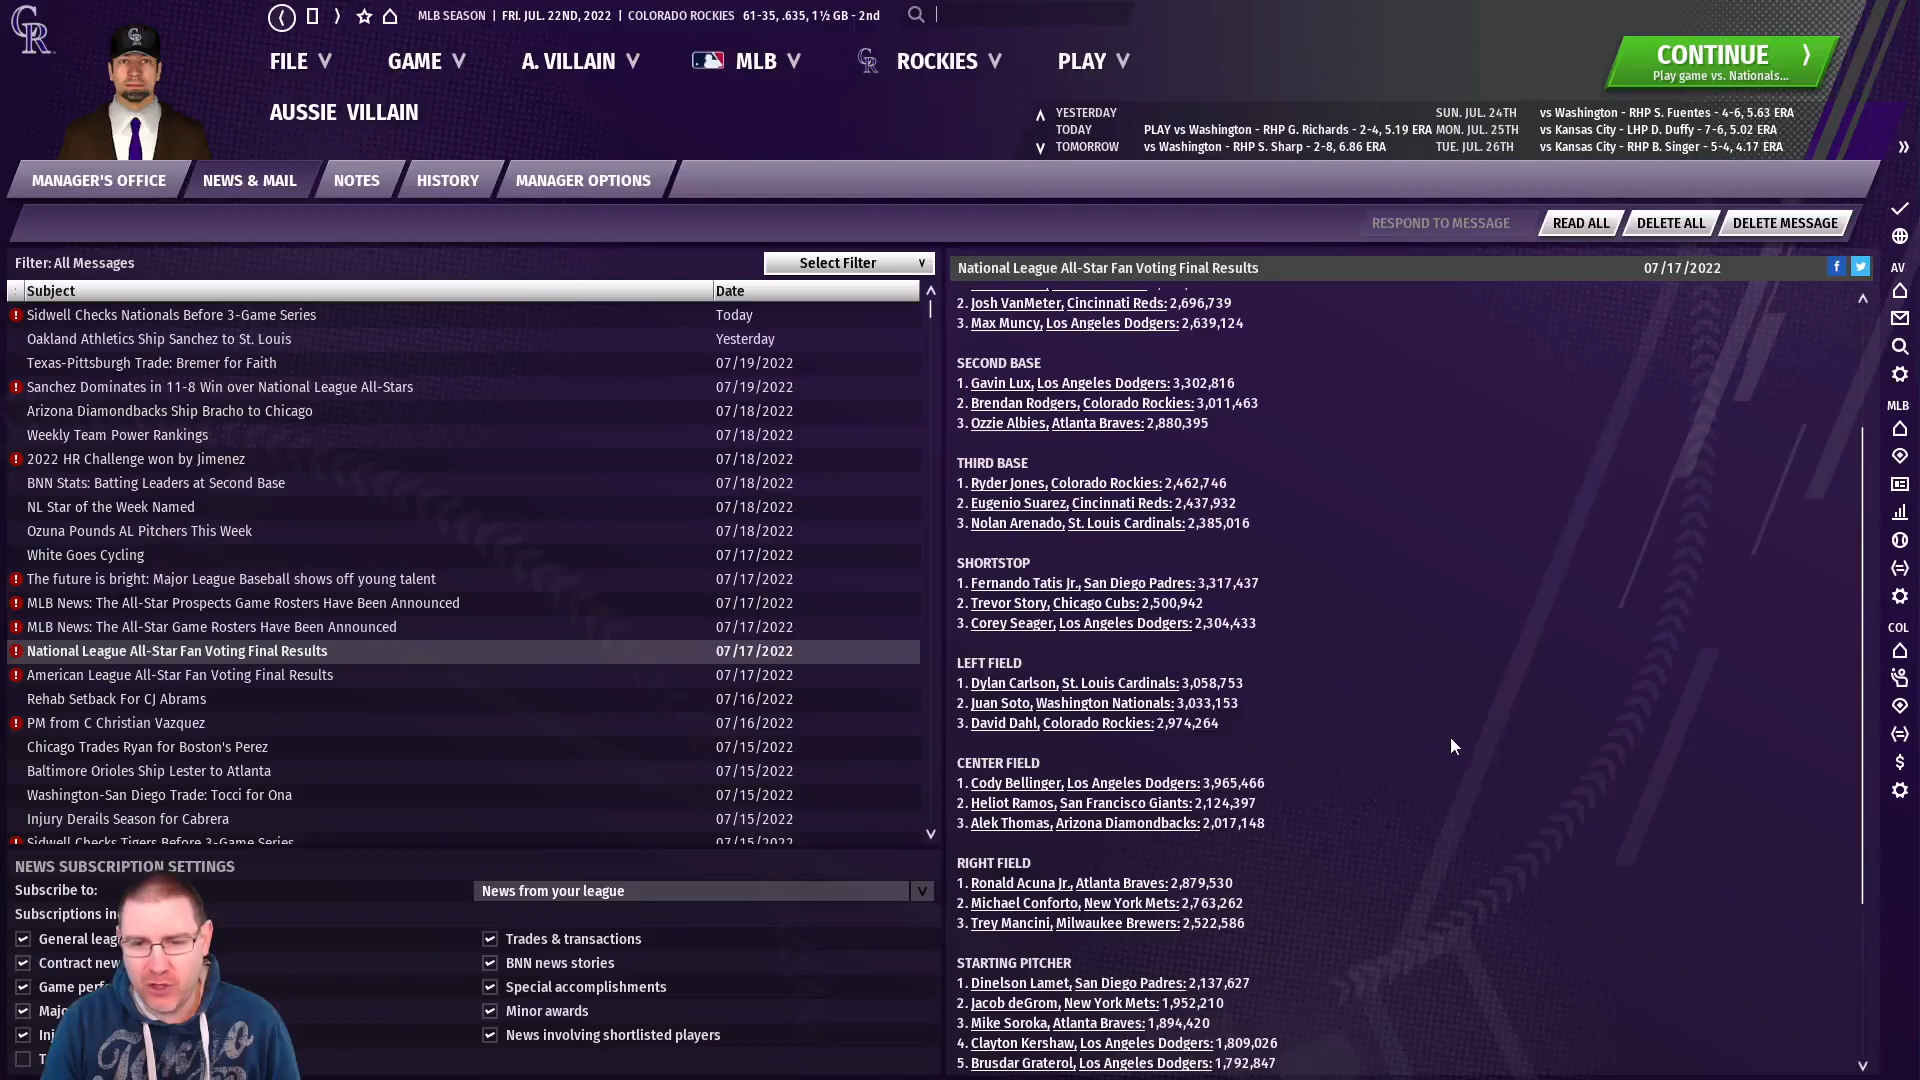 MLB SEASON | FRI. JUL. 22ND, 2022 | COLORADO ROCKIES 61-35, .635, 1½ GB - 2nd
FILE GAME A. VILLAIN MLB ROCKIES PLAY
CONTINUE
Play game vs. Nationals...
AUSSIE VILLAIN
YESTERDAY
TODAY PLAY vs Washington - RHP G. Richards - 2-4, 5.19 ERA
TOMORROW vs Washington - RHP S. Sharp - 2-8, 6.86 ERA
SUN. JUL. 24TH vs Washington - RHP S. Fuentes - 4-6, 5.63 ERA
MON. JUL. 25TH vs Kansas City - LHP D. Duffy - 7-6, 5.02 ERA
TUE. JUL. 26TH vs Kansas City - RHP B. Singer - 5-4, 4.17 ERA
MANAGER'S OFFICE NEWS & MAIL NOTES HISTORY MANAGER OPTIONS
RESPOND TO MESSAGE READ ALL DELETE ALL DELETE MESSAGE
Filter: All Messages Select Filter
Subject Date
Sidwell Checks Nationals Before 3-Game Series Today
Oakland Athletics Ship Sanchez to St. Louis Yesterday
Texas-Pittsburgh Trade: Bremer for Faith 07/19/2022
Sanchez Dominates in 11-8 Win over National League All-Stars 07/19/2022
Arizona Diamondbacks Ship Bracho to Chicago 07/18/2022
Weekly Team Power Rankings 07/18/2022
2022 HR Challenge won by Jimenez 07/18/2022
BNN Stats: Batting Leaders at Second Base 07/18/2022
NL Star of the Week Named 07/18/2022
Ozuna Pounds AL Pitchers This Week 07/18/2022
White Goes Cycling 07/17/2022
The future is bright: Major League Baseball shows off young talent 07/17/2022
MLB News: The All-Star Prospects Game Rosters Have Been Announced 07/17/2022
MLB News: The All-Star Game Rosters Have Been Announced 07/17/2022
National League All-Star Fan Voting Final Results 07/17/2022
American League All-Star Fan Voting Final Results 07/17/2022
Rehab Setback For CJ Abrams 07/16/2022
PM from C Christian Vazquez 07/16/2022
Chicago Trades Ryan for Boston's Perez 07/15/2022
Baltimore Orioles Ship Lester to Atlanta 07/15/2022
Washington-San Diego Trade: Tocci for Ona 07/15/2022
Injury Derails Season for Cabrera 07/15/2022
Sidwell Checks Tigers Before 3-Game Series 07/15/2022
NEWS SUBSCRIPTION SETTINGS
Subscribe to: News from your league
Subscriptions in
General leag Trades & transactions
Contract new BNN news stories
Game perf Special accomplishments
Majo Minor awards
Inj News involving shortlisted players
T
National League All-Star Fan Voting Final Results 07/17/2022
2. Josh VanMeter, Cincinnati Reds: 2,696,739
3. Max Muncy, Los Angeles Dodgers: 2,639,124
SECOND BASE
1. Gavin Lux, Los Angeles Dodgers: 3,302,816
2. Brendan Rodgers, Colorado Rockies: 3,011,463
3. Ozzie Albies, Atlanta Braves: 2,880,395
THIRD BASE
1. Ryder Jones, Colorado Rockies: 2,462,746
2. Eugenio Suarez, Cincinnati Reds: 2,437,932
3. Nolan Arenado, St. Louis Cardinals: 2,385,016
SHORTSTOP
1. Fernando Tatis Jr., San Diego Padres: 3,317,437
2. Trevor Story, Chicago Cubs: 2,500,942
3. Corey Seager, Los Angeles Dodgers: 2,304,433
LEFT FIELD
1. Dylan Carlson, St. Louis Cardinals: 3,058,753
2. Juan Soto, Washington Nationals: 3,033,153
3. David Dahl, Colorado Rockies: 2,974,264
CENTER FIELD
1. Cody Bellinger, Los Angeles Dodgers: 3,965,466
2. Heliot Ramos, San Francisco Giants: 2,124,397
3. Alek Thomas, Arizona Diamondbacks: 2,017,148
RIGHT FIELD
1. Ronald Acuna Jr., Atlanta Braves: 2,879,530
2. Michael Conforto, New York Mets: 2,763,262
3. Trey Mancini, Milwaukee Brewers: 2,522,586
STARTING PITCHER
1. Dinelson Lamet, San Diego Padres: 2,137,627
2. Jacob deGrom, New York Mets: 1,952,210
3. Mike Soroka, Atlanta Braves: 1,894,420
4. Clayton Kershaw, Los Angeles Dodgers: 1,809,026
5. Brusdar Graterol, Los Angeles Dodgers: 1,792,847
AV
MLB
COL